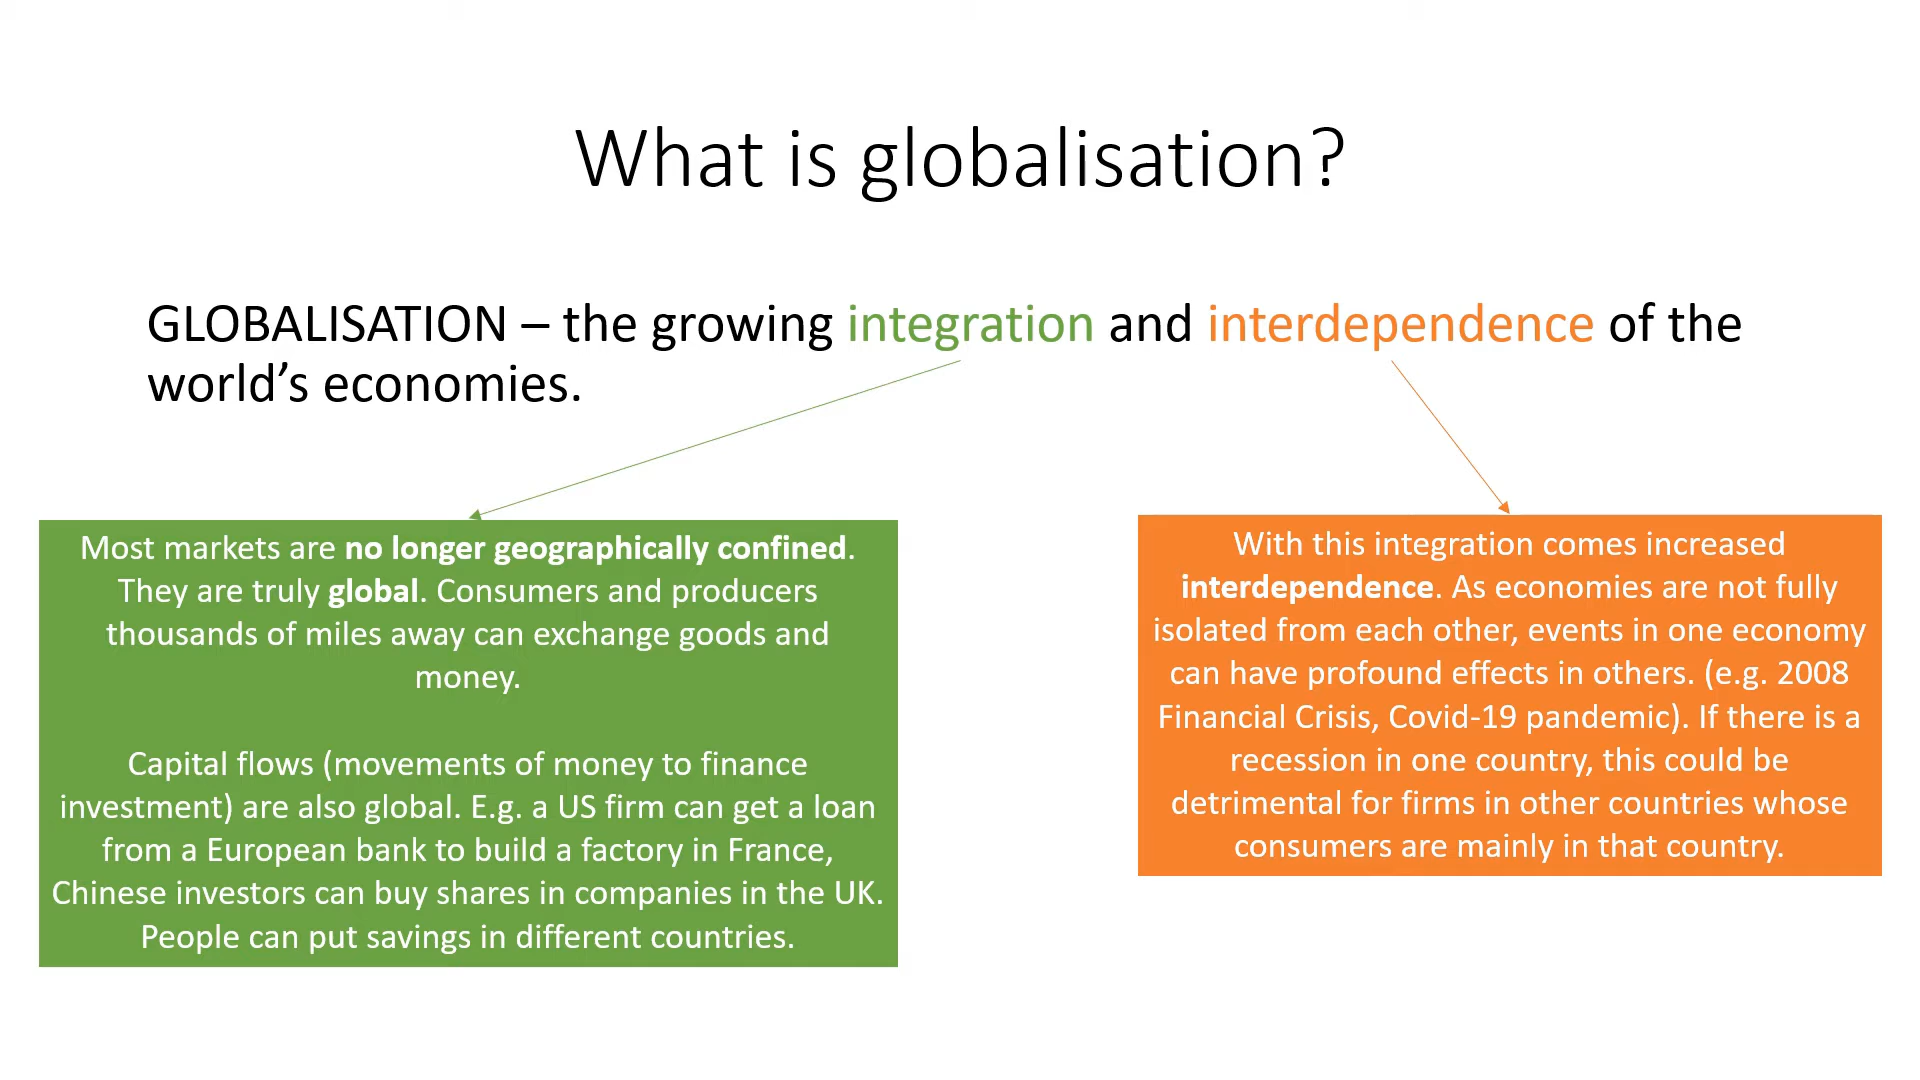 What is globalisation?
GLOBALISATION – the growing integration and interdependence of the
world’s economies.
Most markets are no longer geographically confined.
They are truly global. Consumers and producers
thousands of miles away can exchange goods and
money.
Capital flows (movements of money to finance
investment) are also global. E.g. a US firm can get a loan
from a European bank to build a factory in France,
Chinese investors can buy shares in companies in the UK.
People can put savings in different countries.
With this integration comes increased
interdependence. As economies are not fully
isolated from each other, events in one economy
can have profound effects in others. (e.g. 2008
Financial Crisis, Covid-19 pandemic). If there is a
recession in one country, this could be
detrimental for firms in other countries whose
consumers are mainly in that country.